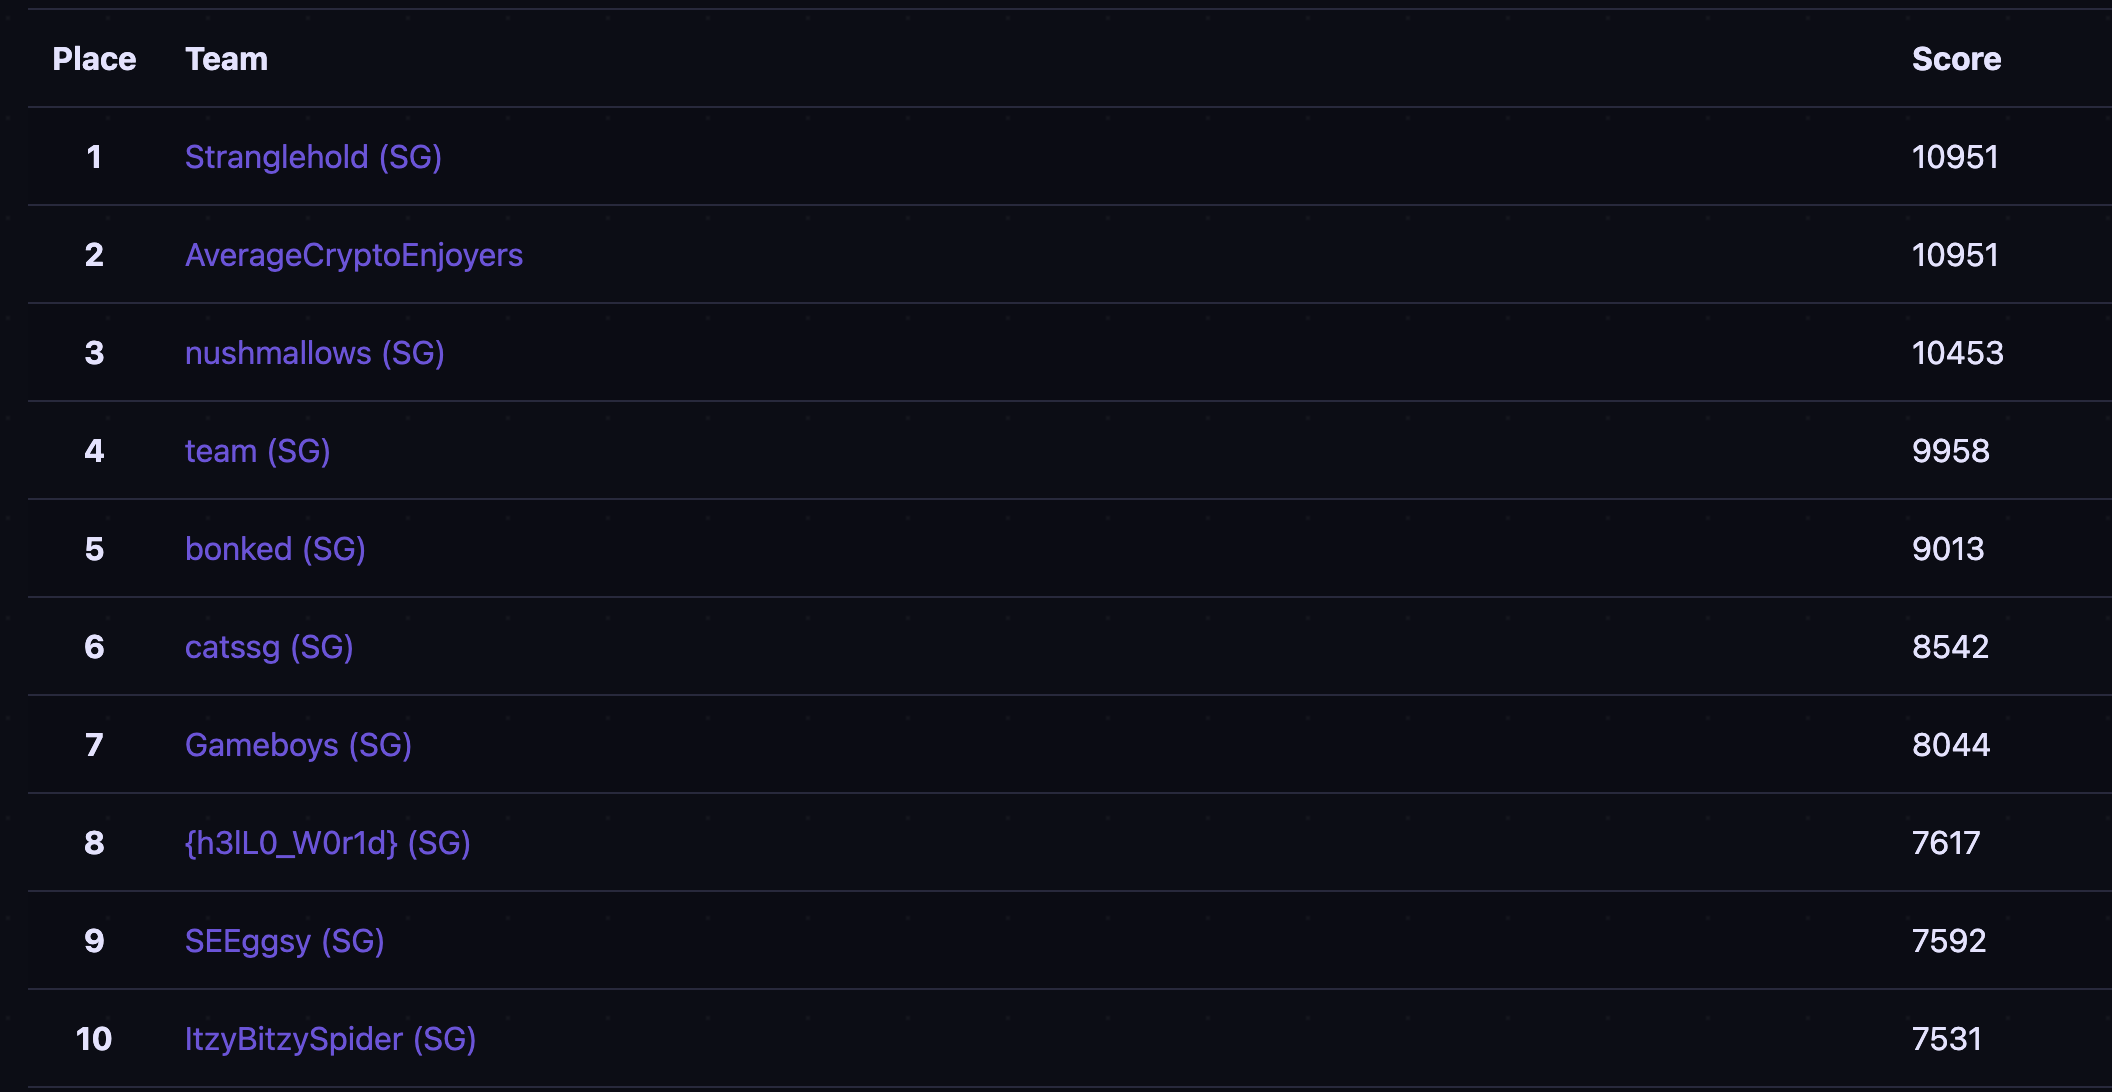 Place Team Score
1 Stranglehold (SG) 10951
2 AverageCryptoEnjoyers 10951
3 nushmallows (SG) 10453
4 team (SG) 9958
5 bonked (SG) 9013
6 catssg (SG) 8542
7 Gameboys (SG) 8044
8 {h3lL0_W0r1d} (SG) 7617
9 SEEggsy (SG) 7592
10 ItzyBitzySpider (SG) 7531